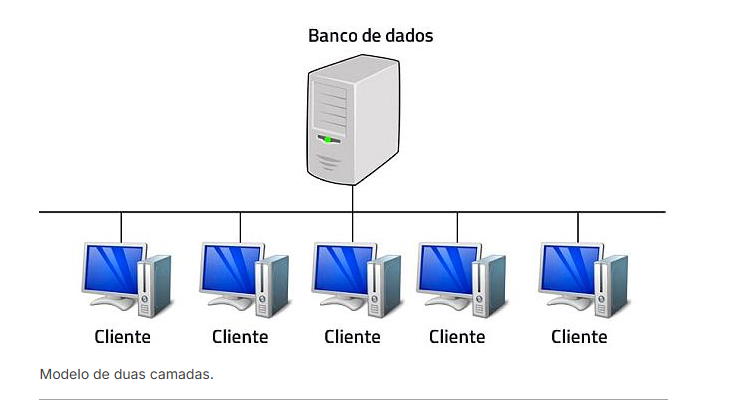 Banco de dados
Cliente
Cliente
Cliente
Cliente
Cliente
Modelo de duas camadas.